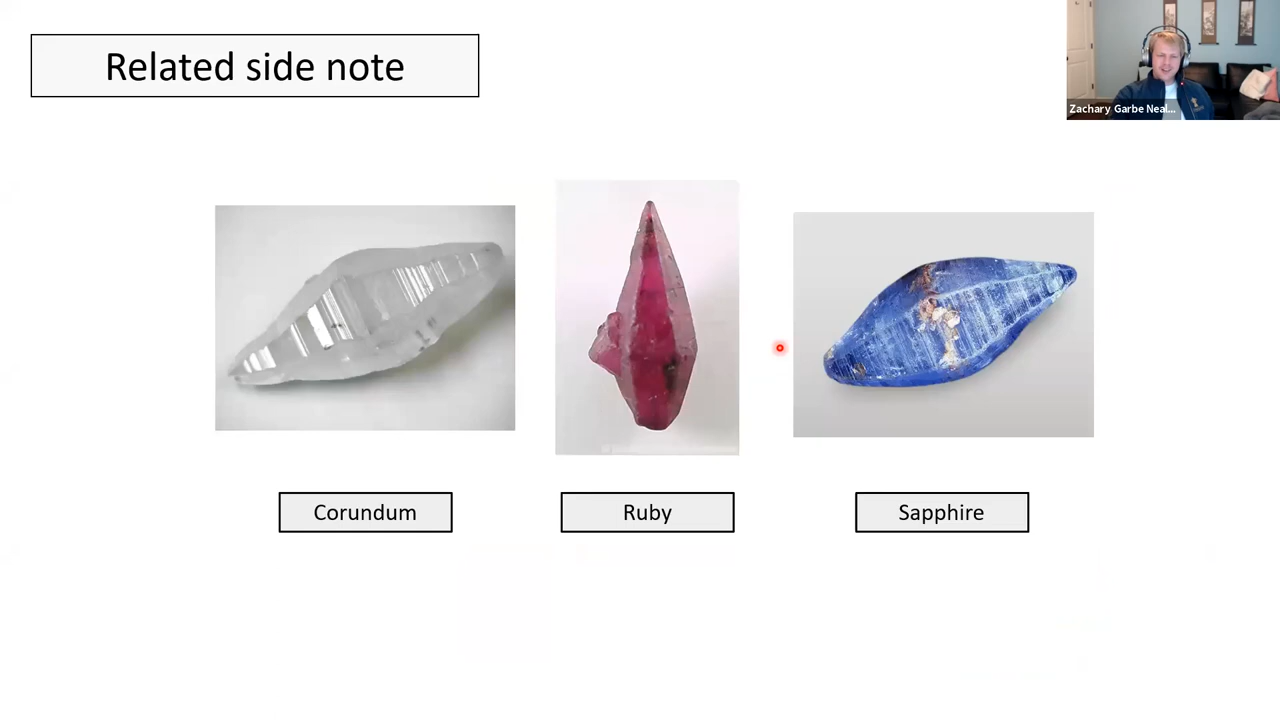 Related side note
Zachary Garbe Neal...
Corundum
Ruby
Sapphire